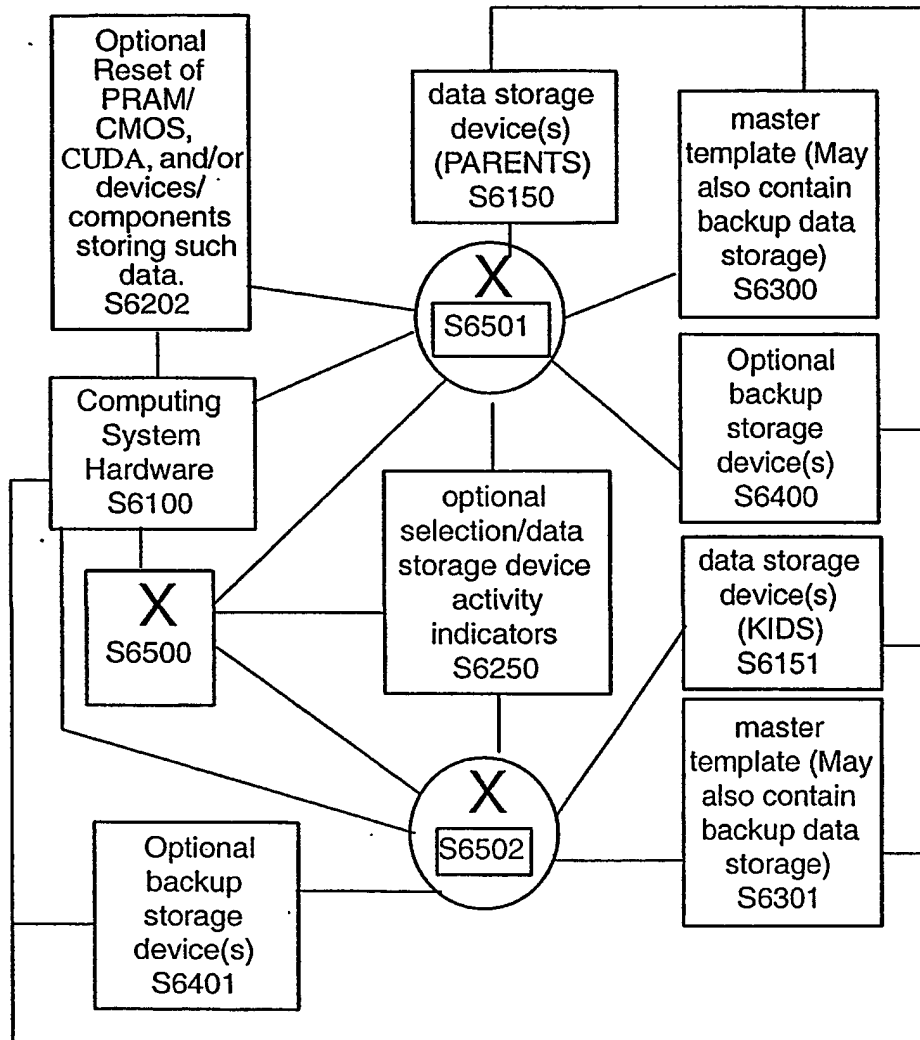 Optional
Reset of
PRAM/
CMOS,
CUDA, and/or
devices/
components
storing such
data.
S6202
data storage
device(s)
(PARENTS)
S6150
master
template (May
also contain
backup data
storage)
S6300
X
S6501
Computing
System
Hardware
S6100
Optional
backup
storage
device(s)
S6400
optional
selection/data
storage device
activity
indicators
S6250
X
S6500
data storage
device(s)
(KIDS)
S6151
X
S6502
master
template (May
also contain
backup data
storage)
S6301
Optional
backup
storage
device(s)
S6401